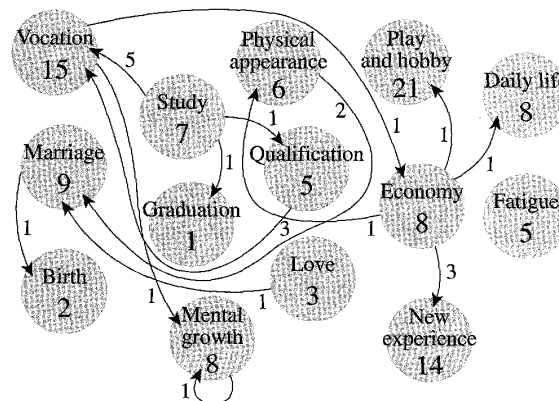 Vocation
15
5
Physical
appearance
6
2
Play
and hobby
21
Daily life
8
Study
7
1
1
1
1
Marriage
9
Qualification
5
Economy
8
Fatigue
5
Graduation
1
1
3
1
3
Birth
2
1
1
Love
3
Mental
growth
8
1
New
experience
14